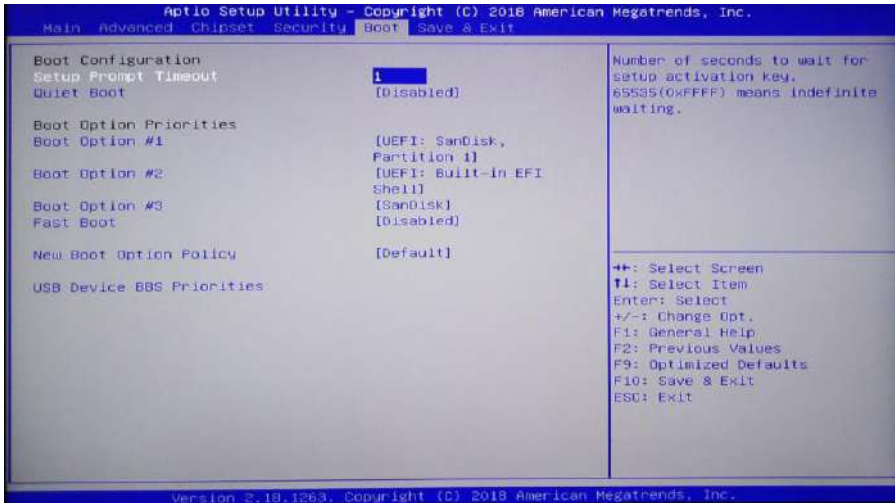 Aptio Setup Utility - Copyright (C) 2018 American Megatrends, Inc.
Main Advanced Chipset Security Boot Save & Exit
Boot Configuration
Setup Prompt Timeout 1
Quiet Boot [Disabled]
Boot Option Priorities
Boot Option #1 [UEFI: SanDisk,
Partition 1]
Boot Option #2 [UEFI: Built-in EFI
Shell]
Boot Option #3 [SanDisk]
Fast Boot [Disabled]
New Boot Option Policy [Default]
USB Device BBS Priorities
Number of seconds to wait for
setup activation key.
65535(0xFFFF) means indefinite
waiting.
→←: Select Screen
↑↓: Select Item
Enter: Select
+/-: Change Opt.
F1: General Help
F2: Previous Values
F9: Optimized Defaults
F10: Save & Exit
ESC: Exit
Version 2.18.1263. Copyright (C) 2018 American Megatrends, Inc.